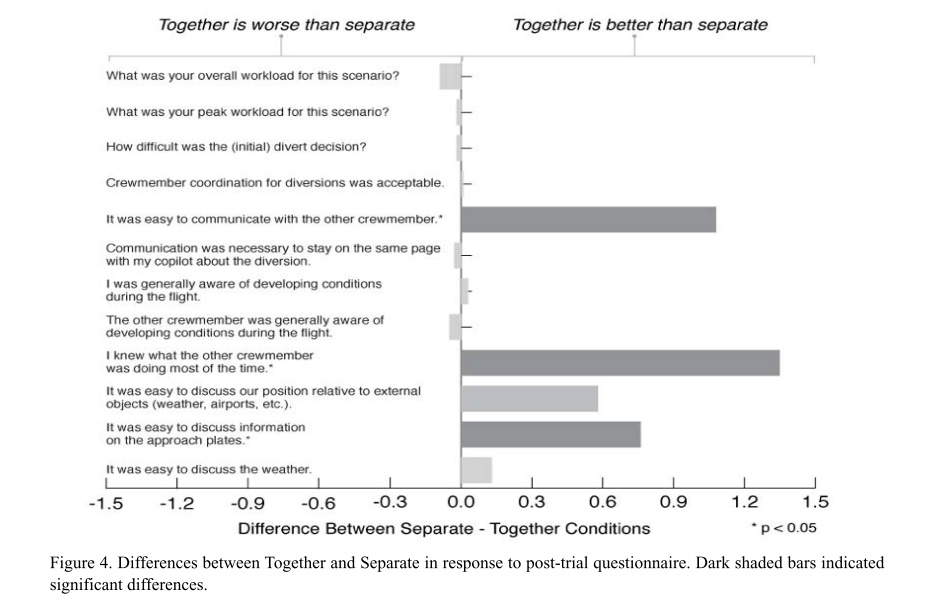 Together is worse than separate
Together is better than separate
What was your overall workload for this scenario?
What was your peak workload for this scenario?
How difficult was the (initial) divert decision?
Crewmember coordination for diversions was acceptable.
It was easy to communicate with the other crewmember.*
Communication was necessary to stay on the same page
with my copilot about the diversion.
I was generally aware of developing conditions
during the flight.
The other crewmember was generally aware of
developing conditions during the flight.
I knew what the other crewmember
was doing most of the time.*
It was easy to discuss our position relative to external
objects (weather, airports, etc.).
It was easy to discuss information
on the approach plates.*
It was easy to discuss the weather.
-1.5 -1.2 -0.9 -0.6 -0.3 0.0 0.3 0.6 0.9 1.2 1.5
Difference Between Separate - Together Conditions
* p < 0.05
Figure 4. Differences between Together and Separate in response to post-trial questionnaire. Dark shaded bars indicated
significant differences.